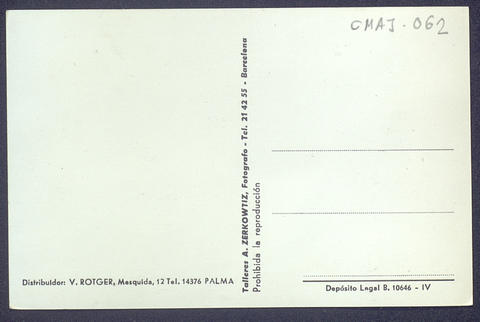 CMAJ-062
Talleres A. ZERKOWTIZ, Fotografo - Tel. 21 42 55 - Barcelona
Prohibida la reproducción
Distribuidor: V. ROTGER, Mesquida, 12 Tel. 14376 PALMA
Depósito Legal B. 10646 - IV